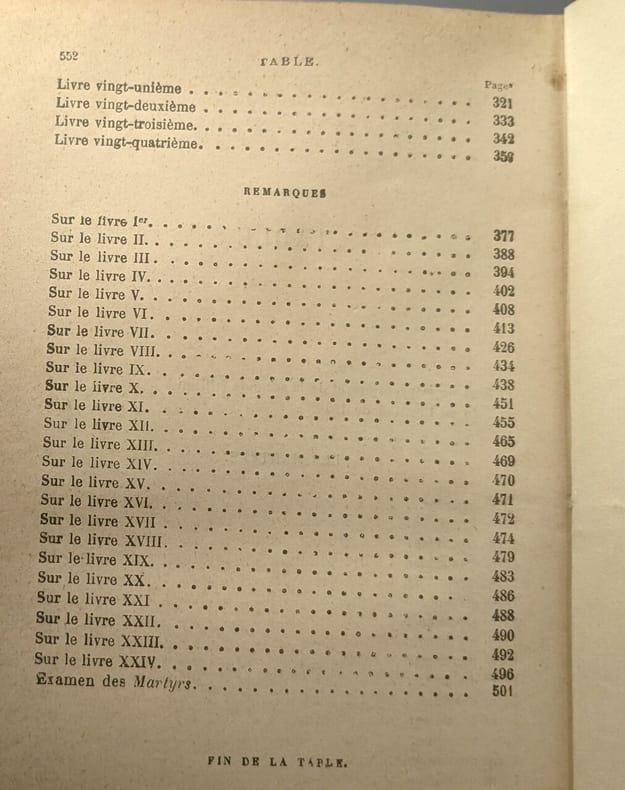 552 TABLE.
Pages
Livre vingt-unième . . . . . . . . . . . . . . . . 321
Livre vingt-deuxième . . . . . . . . . . . . . . . 333
Livre vingt-troisième. . . . . . . . . . . . . . . 342
Livre vingt-quatrième. . . . . . . . . . . . . . . 358
REMARQUES
Sur le livre Ier. . . . . . . . . . . . . . . . . . 377
Sur le livre II. . . . . . . . . . . . . . . . . . 388
Sur le livre III . . . . . . . . . . . . . . . . . 394
Sur le livre IV. . . . . . . . . . . . . . . . . . 402
Sur le livre V. . . . . . . . . . . . . . . . . . 408
Sur le livre VI. . . . . . . . . . . . . . . . . . 413
Sur le livre VII. . . . . . . . . . . . . . . . . 426
Sur le livre VIII. . . . . . . . . . . . . . . . . 434
Sur le livre IX. . . . . . . . . . . . . . . . . . 438
Sur le livre X. . . . . . . . . . . . . . . . . . 451
Sur le livre XI. . . . . . . . . . . . . . . . . . 455
Sur le livre XII. . . . . . . . . . . . . . . . . 465
Sur le livre XIII. . . . . . . . . . . . . . . . . 469
Sur le livre XIV. . . . . . . . . . . . . . . . . 470
Sur le livre XV. . . . . . . . . . . . . . . . . . 471
Sur le livre XVI. . . . . . . . . . . . . . . . . 472
Sur le livre XVII . . . . . . . . . . . . . . . . 474
Sur le livre XVIII. . . . . . . . . . . . . . . . 479
Sur le livre XIX. . . . . . . . . . . . . . . . . 483
Sur le livre XX. . . . . . . . . . . . . . . . . . 486
Sur le livre XXI . . . . . . . . . . . . . . . . . 488
Sur le livre XXII. . . . . . . . . . . . . . . . . 490
Sur le livre XXIII. . . . . . . . . . . . . . . . 492
Sur le livre XXIV. . . . . . . . . . . . . . . . . 496
Examen des Martyrs. . . . . . . . . . . . . . . . 501
FIN DE LA TABLE.